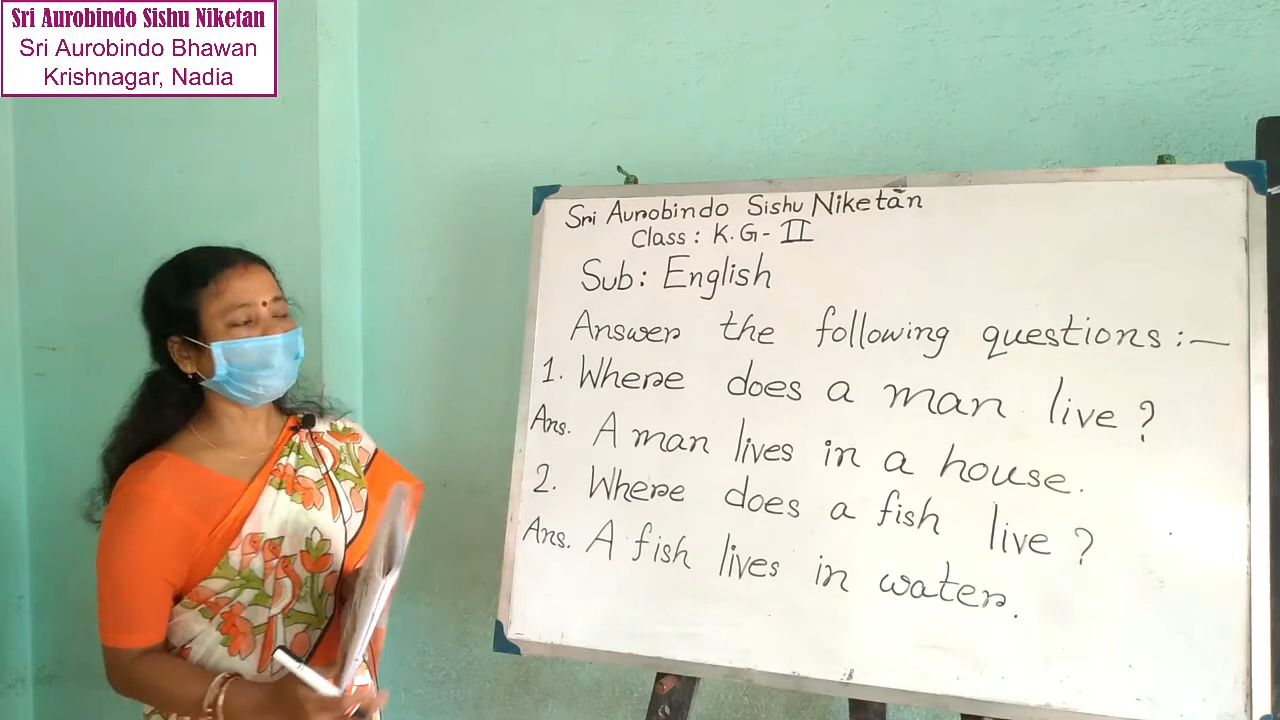 Sri Aurobindo Sishu Niketan
Sri Aurobindo Bhawan
Krishnagar, Nadia
Sri Aurobindo Sishu Niketan
Class : K.G - II
Sub : English
Answer the following questions :—
1. Where does a man live ?
Ans. A man lives in a house.
2. Where does a fish live ?
Ans. A fish lives in water.